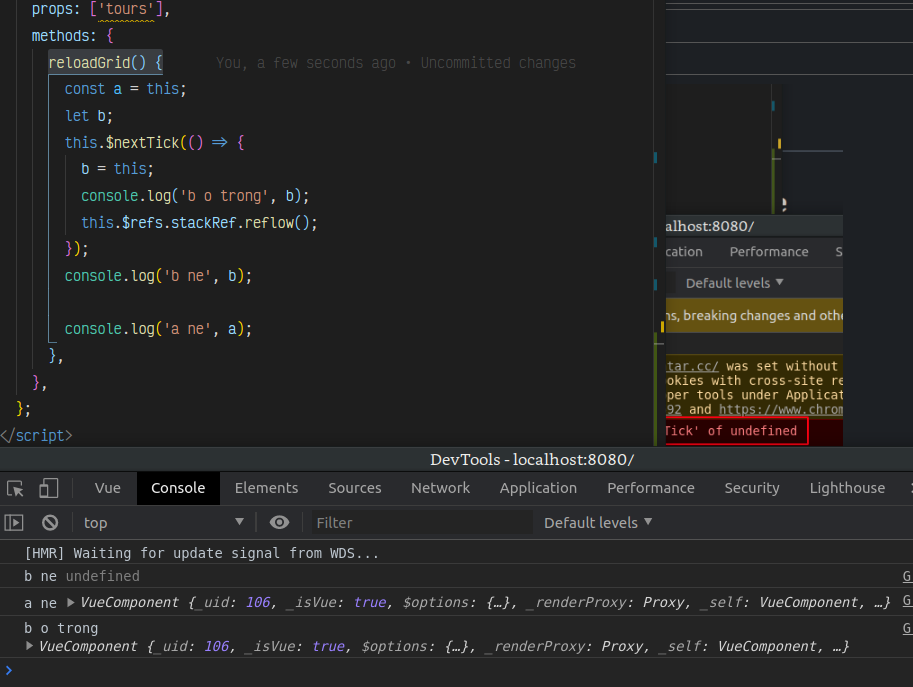 props: ['tours'],
methods: {
reloadGrid() {
You, a few seconds ago • Uncommitted changes
const a = this;
let b;
this.$nextTick(() => {
b = this;
console.log('b o trong', b);
this.$refs.stackRef.reflow();
});
console.log('b ne', b);
console.log('a ne', a);
},
},
};
</script>
alhost:8080/
cation Performance S
Default levels ▼
ns, breaking changes and othe
tar.cc/ was set without
okies with cross-site re
per tools under Applicat
92 and https://www.chrom
Tick' of undefined
DevTools - localhost:8080/
Vue Console Elements Sources Network Application Performance Security Lighthouse
top ▼ Filter Default levels ▼
[HMR] Waiting for update signal from WDS...
b ne undefined G
a ne ▶ VueComponent {_uid: 106, _isVue: true, $options: {…}, _renderProxy: Proxy, _self: VueComponent, …} G
b o trong G
▶ VueComponent {_uid: 106, _isVue: true, $options: {…}, _renderProxy: Proxy, _self: VueComponent, …}
>